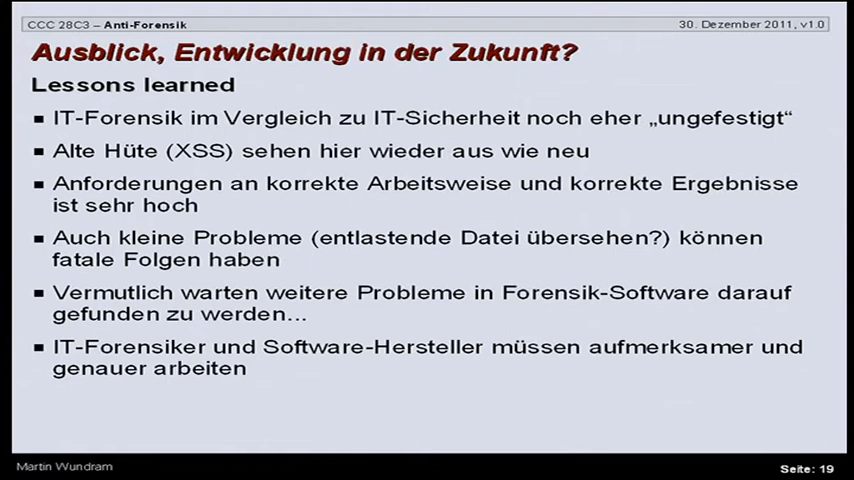 CCC 28C3 – Anti-Forensik
30. Dezember 2011, v1.0
Ausblick, Entwicklung in der Zukunft?
Lessons learned
IT-Forensik im Vergleich zu IT-Sicherheit noch eher „ungefestigt“
Alte Hüte (XSS) sehen hier wieder aus wie neu
Anforderungen an korrekte Arbeitsweise und korrekte Ergebnisse
ist sehr hoch
Auch kleine Probleme (entlastende Datei übersehen?) können
fatale Folgen haben
Vermutlich warten weitere Probleme in Forensik-Software darauf
gefunden zu werden...
IT-Forensiker und Software-Hersteller müssen aufmerksamer und
genauer arbeiten
Martin Wundram
Seite: 19